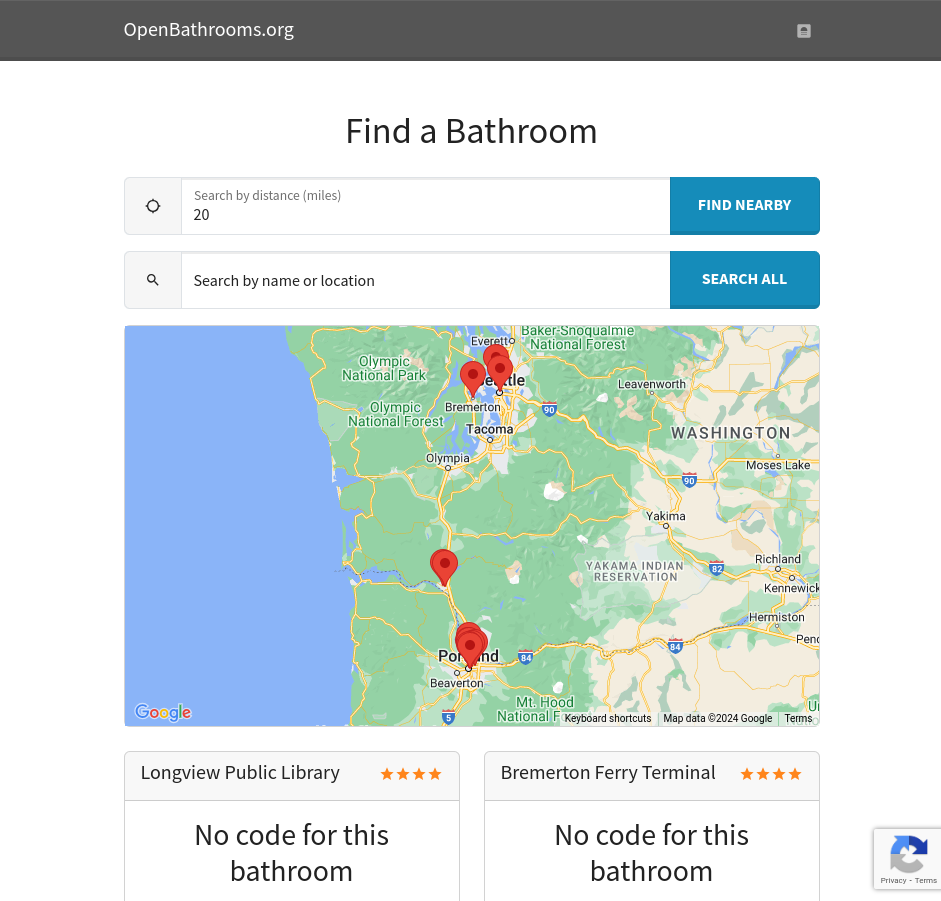 OpenBathrooms.org
Find a Bathroom
Search by distance (miles)
20
FIND NEARBY
Search by name or location
SEARCH ALL
Baker-Snoqualmie
National Forest
Everett
Olympic
National Park
Leavenworth
Olympic
National Forest
Bremerton
90
WASHINGTON
Tacoma
Olympia
Moses Lake
90
Yakima
YAKAMA INDIAN
RESERVATION
Richland
82
Kennewick
Hermiston
84
Portland
84
Beaverton
Mt. Hood
National F
5
Google
Keyboard shortcuts
Map data ©2024 Google
Terms
Longview Public Library
Bremerton Ferry Terminal
No code for this
bathroom
No code for this
bathroom
Privacy - Terms